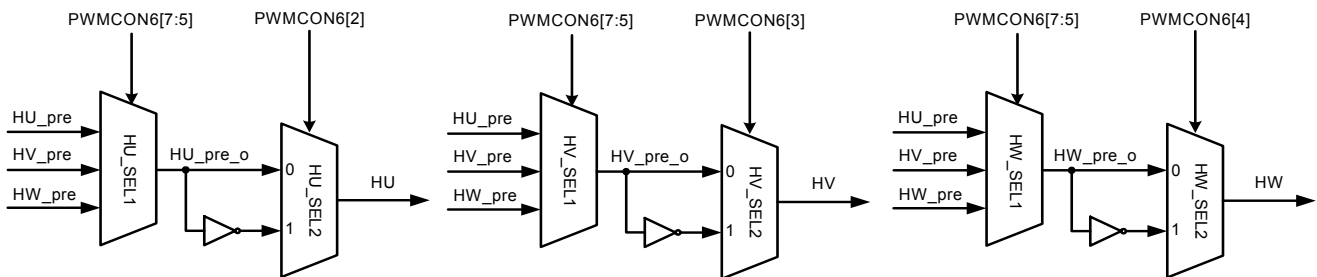 PWMCON6[7:5]
PWMCON6[2]
HU_pre
HV_pre
HW_pre
HU_SEL1
HU_pre_o
0
1
HU_SEL2
HU
PWMCON6[7:5]
PWMCON6[3]
HU_pre
HV_pre
HW_pre
HV_SEL1
HV_pre_o
0
1
HV_SEL2
HV
PWMCON6[7:5]
PWMCON6[4]
HU_pre
HV_pre
HW_pre
HW_SEL1
HW_pre_o
0
1
HW_SEL2
HW